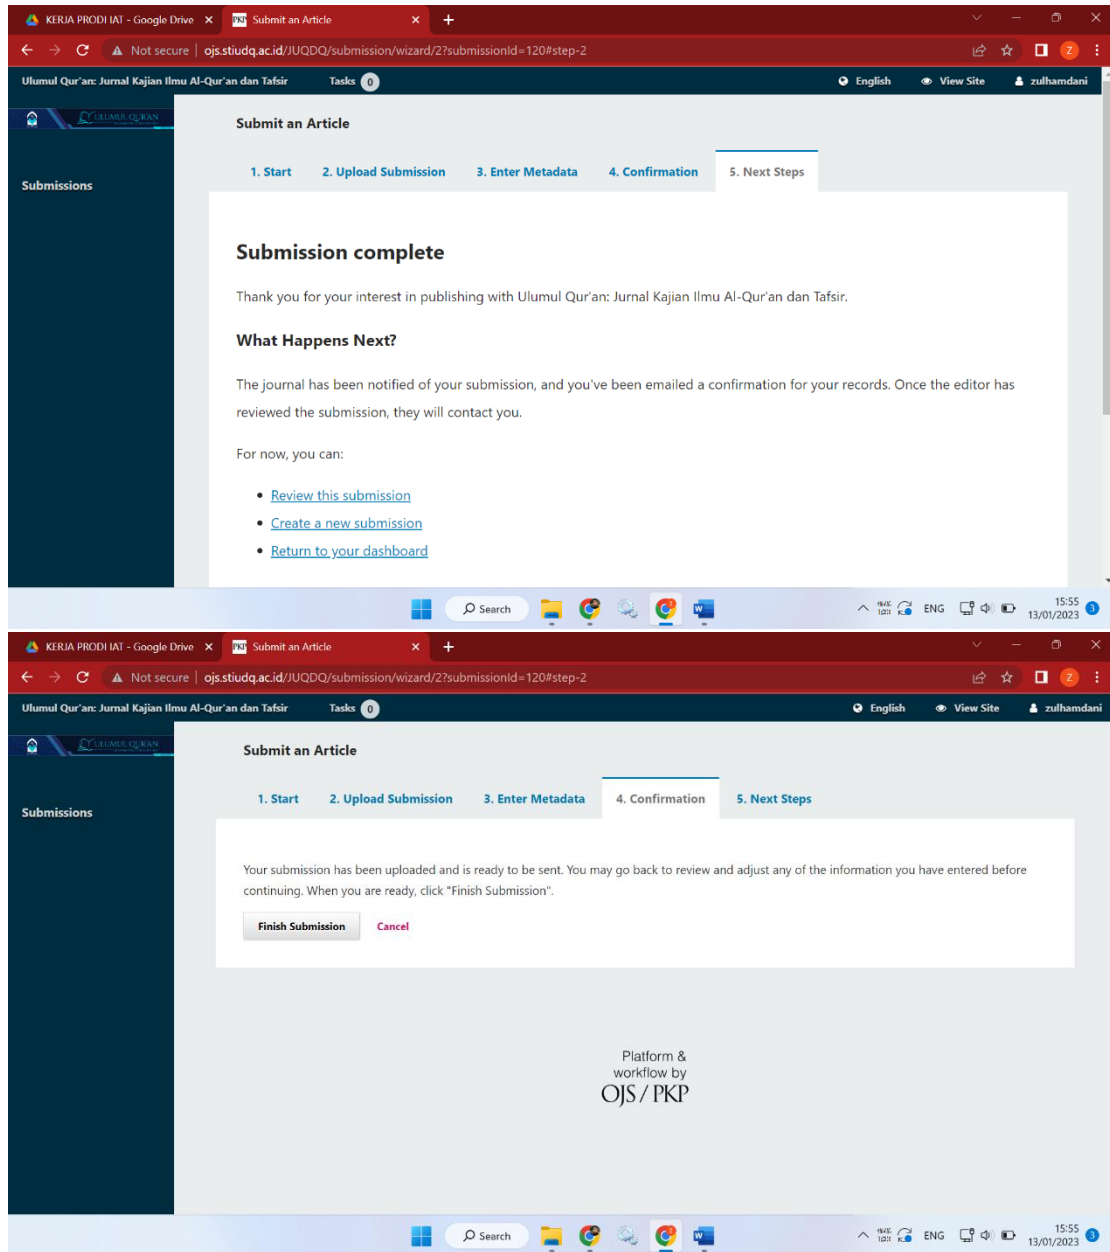 KERJA PRODI IAT - Google Drive
Submit an Article
Not secure | ojs.stiudq.ac.id/JUQDQ/submission/wizard/2?submissionId=120#step-2
Z
Ulumul Qur'an: Jurnal Kajian Ilmu Al-Qur'an dan Tafsir Tasks 0 English View Site zulhamdani
ULUMUL QUR'AN
Submit an Article
1. Start 2. Upload Submission 3. Enter Metadata 4. Confirmation 5. Next Steps
Submissions
Submission complete
Thank you for your interest in publishing with Ulumul Qur'an: Jurnal Kajian Ilmu Al-Qur'an dan Tafsir.
What Happens Next?
The journal has been notified of your submission, and you've been emailed a confirmation for your records. Once the editor has
reviewed the submission, they will contact you.
For now, you can:
• Review this submission
• Create a new submission
• Return to your dashboard
Search ENG 15:55
13/01/2023 3
KERJA PRODI IAT - Google Drive
Submit an Article
Not secure | ojs.stiudq.ac.id/JUQDQ/submission/wizard/2?submissionId=120#step-2
Z
Ulumul Qur'an: Jurnal Kajian Ilmu Al-Qur'an dan Tafsir Tasks 0 English View Site zulhamdani
ULUMUL QUR'AN
Submit an Article
1. Start 2. Upload Submission 3. Enter Metadata 4. Confirmation 5. Next Steps
Submissions
Your submission has been uploaded and is ready to be sent. You may go back to review and adjust any of the information you have entered before
continuing. When you are ready, click "Finish Submission".
Finish Submission Cancel
Platform &
workflow by
OJS / PKP
Search ENG 15:55
13/01/2023 3